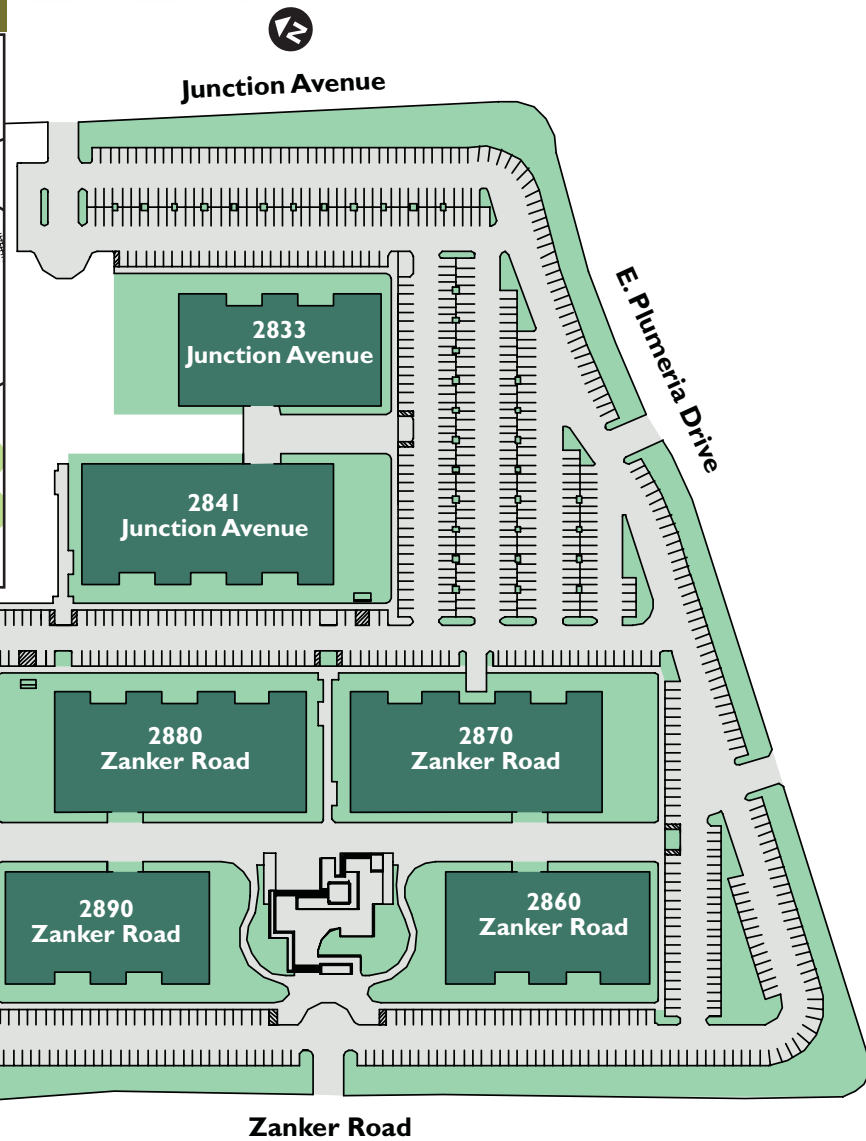 N
Junction Avenue
E. Plumeria Drive
2833
Junction Avenue
2841
Junction Avenue
2880
Zanker Road
2870
Zanker Road
2890
Zanker Road
2860
Zanker Road
Zanker Road